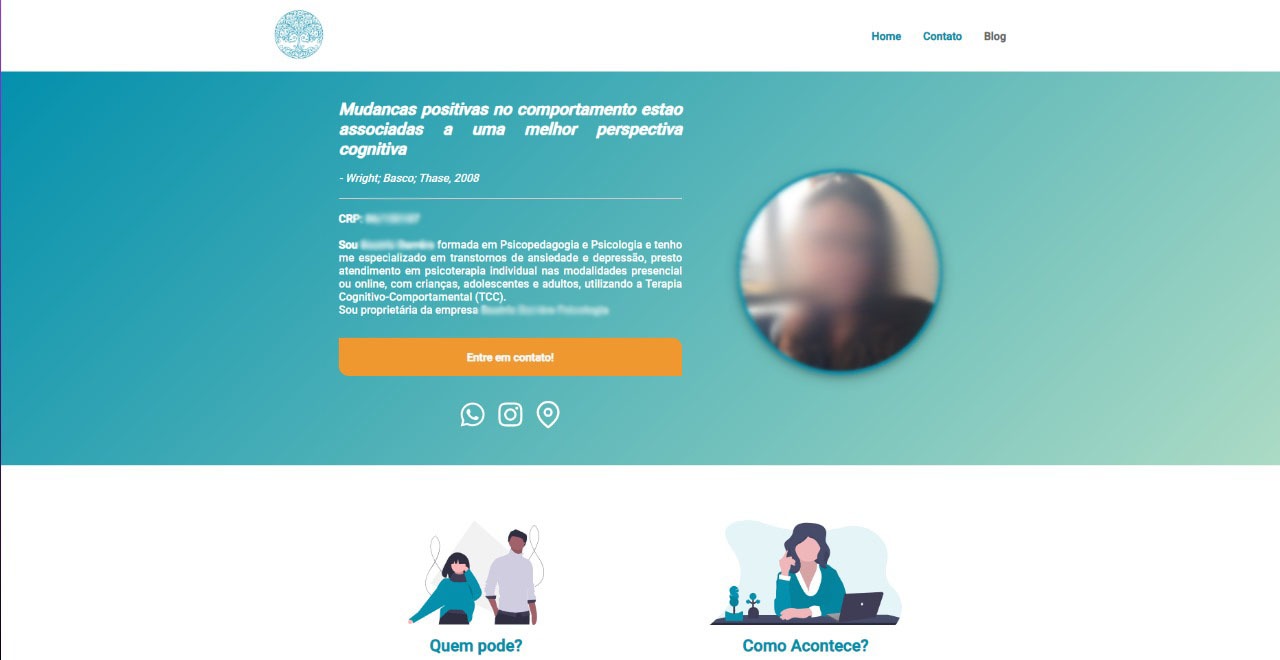 Home
Contato
Blog
Mudancas positivas no comportamento estao
associadas a uma melhor perspectiva
cognitiva
- Wright; Basco; Thase, 2008
CRP:
Sou formada em Psicopedagogia e Psicologia e tenho
me especializado em transtornos de ansiedade e depressão, presto
atendimento em psicoterapia individual nas modalidades presencial
ou online, com crianças, adolescentes e adultos, utilizando a Terapia
Cognitivo-Comportamental (TCC).
Sou proprietária da empresa
Entre em contato!
Quem pode?
Como Acontece?